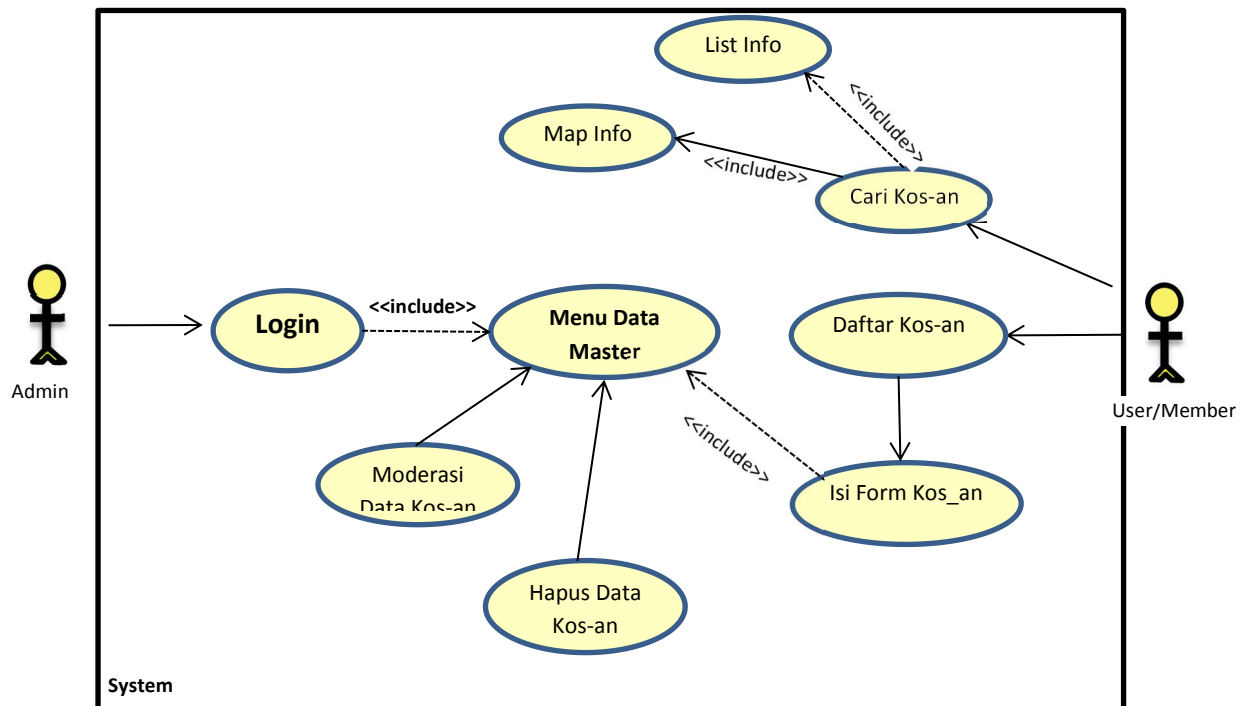 List Info
<<include>>
Map Info
<<include>>
Cari Kos-an
Admin
Login
<<include>>
Menu Data
Master
Daftar Kos-an
User/Member
<<include>>
Moderasi
Data Kos-an
Isi Form Kos_an
Hapus Data
Kos-an
System